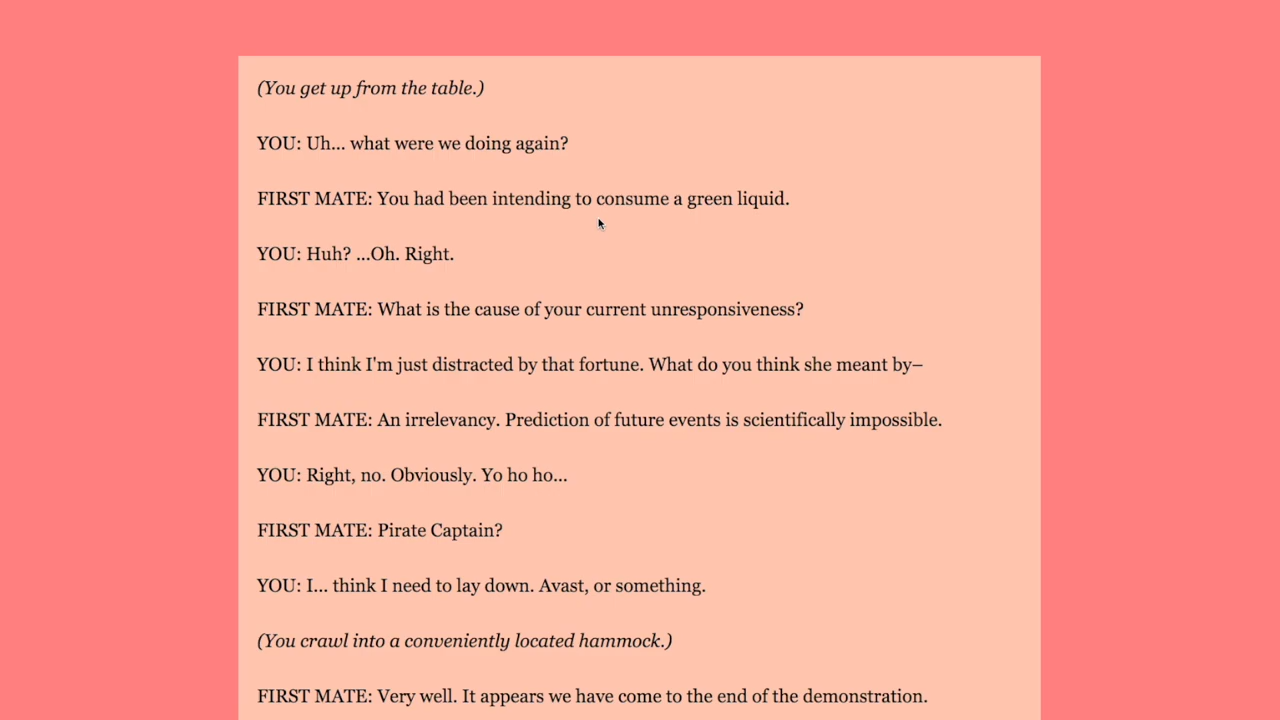 (You get up from the table.)
YOU: Uh... what were we doing again?
FIRST MATE: You had been intending to consume a green liquid.
YOU: Huh? ...Oh. Right.
FIRST MATE: What is the cause of your current unresponsiveness?
YOU: I think I'm just distracted by that fortune. What do you think she meant by–
FIRST MATE: An irrelevancy. Prediction of future events is scientifically impossible.
YOU: Right, no. Obviously. Yo ho ho...
FIRST MATE: Pirate Captain?
YOU: I... think I need to lay down. Avast, or something.
(You crawl into a conveniently located hammock.)
FIRST MATE: Very well. It appears we have come to the end of the demonstration.